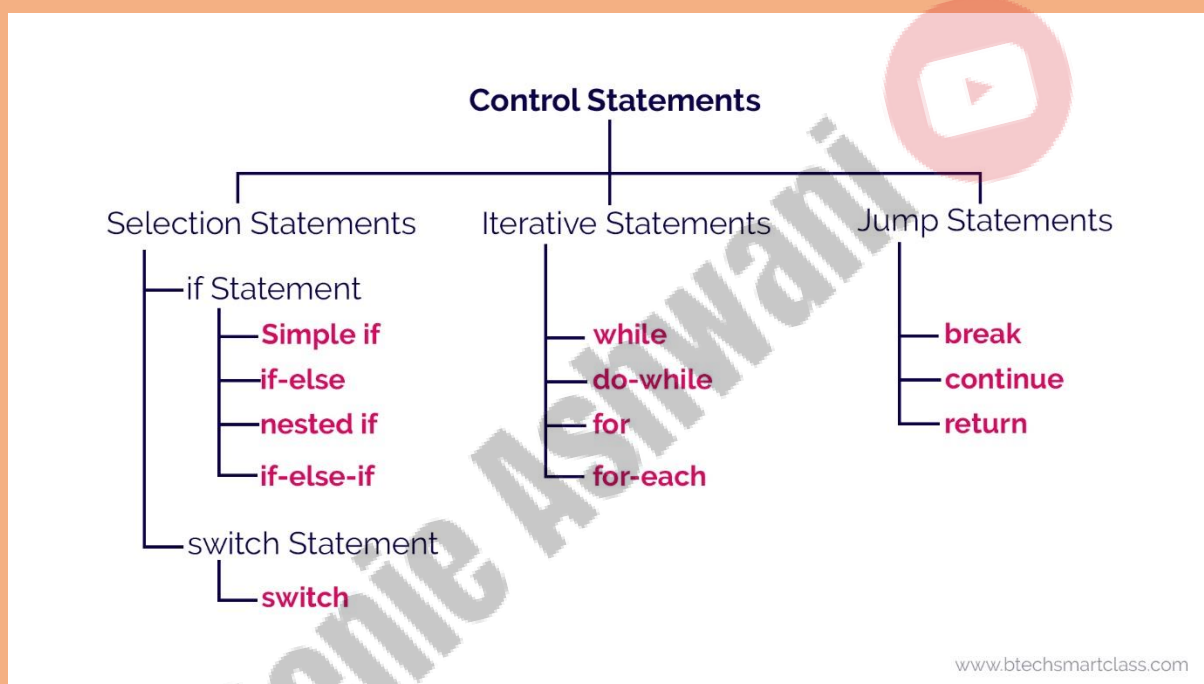 Control Statements
Selection Statements
if Statement
Simple if
if-else
nested if
if-else-if
switch Statement
switch
Iterative Statements
while
do-while
for
for-each
Jump Statements
break
continue
return
Ashwani
www.btechsmartclass.com